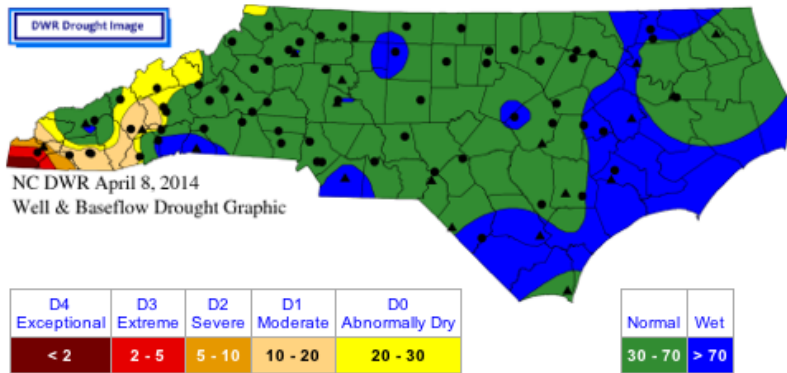 DWR Drought Image
NC DWR April 8, 2014
Well & Baseflow Drought Graphic
D4 D3 D2 D1 D0
Exceptional Extreme Severe Moderate Abnormally Dry Normal Wet
< 2 2 - 5 5 - 10 10 - 20 20 - 30 30 - 70 > 70